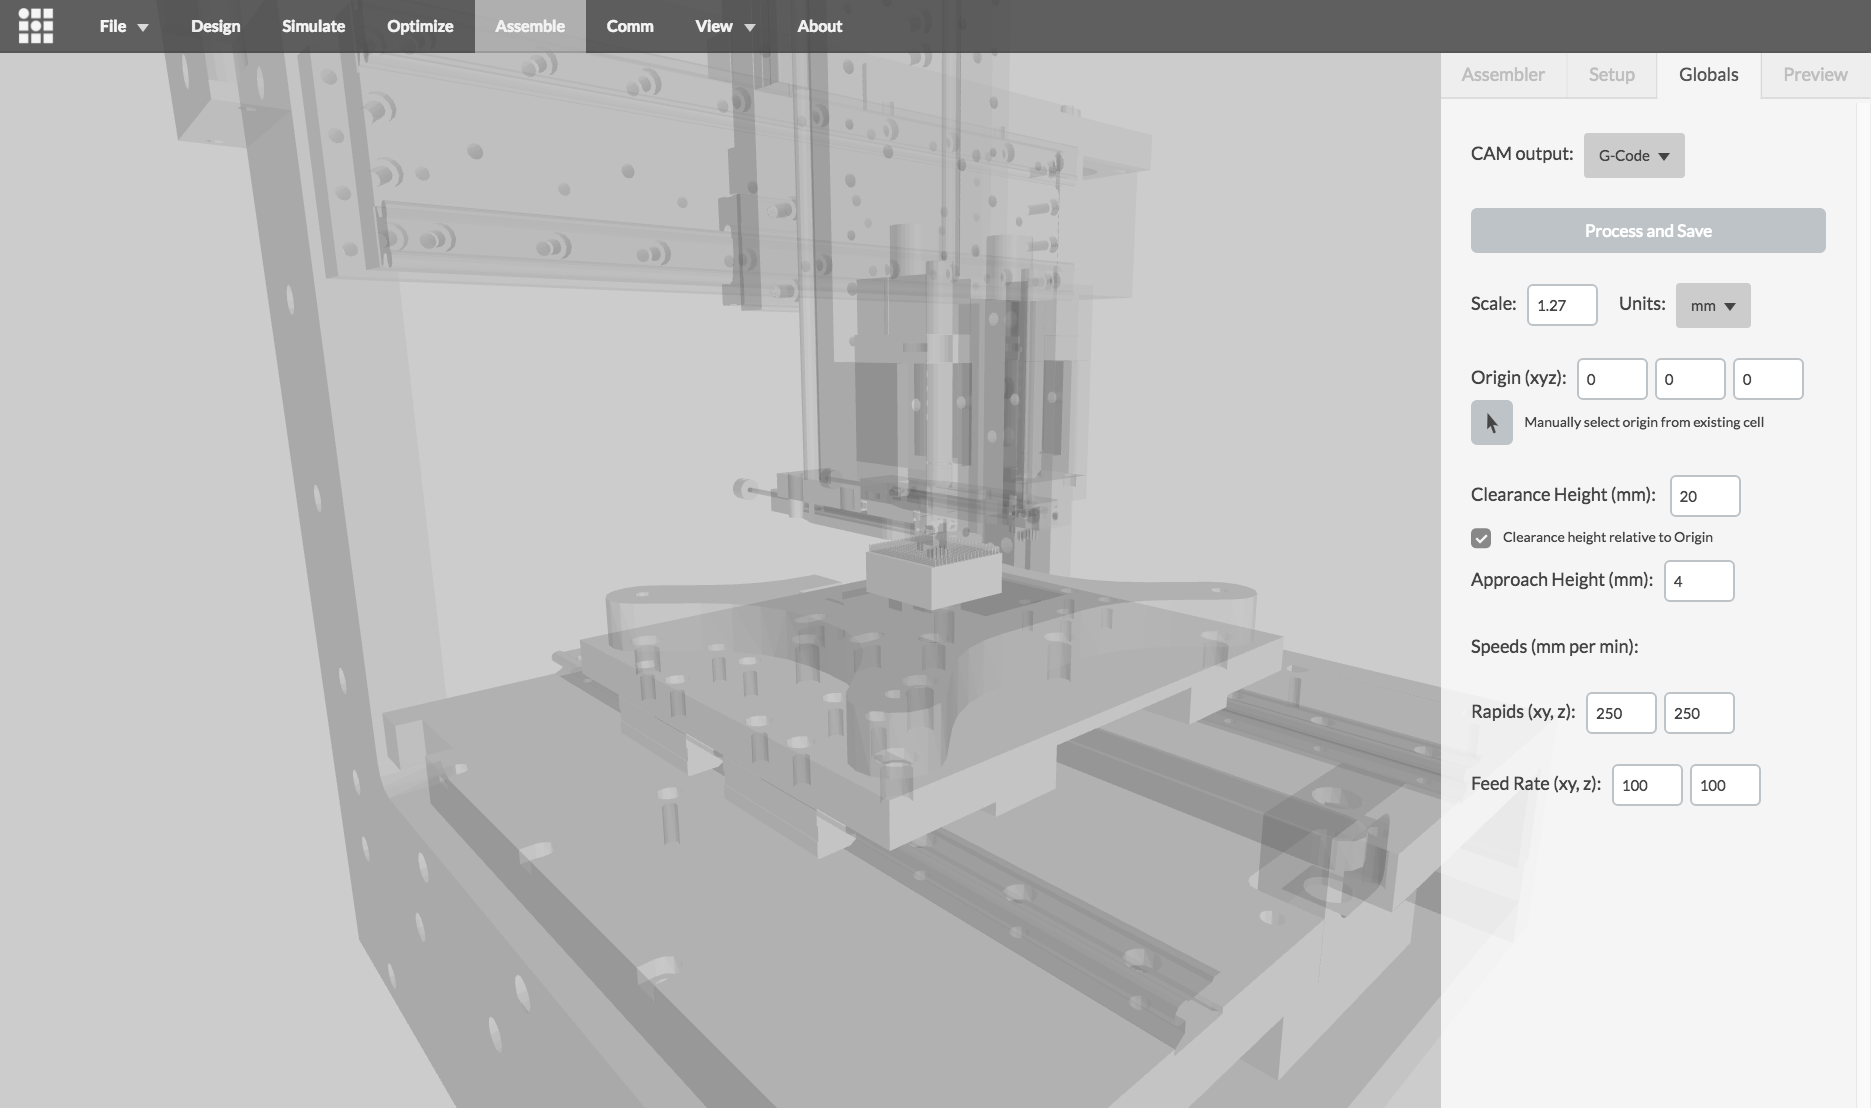 File Design Simulate Optimize Assemble Comm View About
Assembler Setup Globals Preview
CAM output: G-Code
Process and Save
Scale: 1.27 Units: mm
Origin (xyz): 0 0 0
Manually select origin from existing cell
Clearance Height (mm): 20
Clearance height relative to Origin
Approach Height (mm): 4
Speeds (mm per min):
Rapids (xy, z): 250 250
Feed Rate (xy, z): 100 100